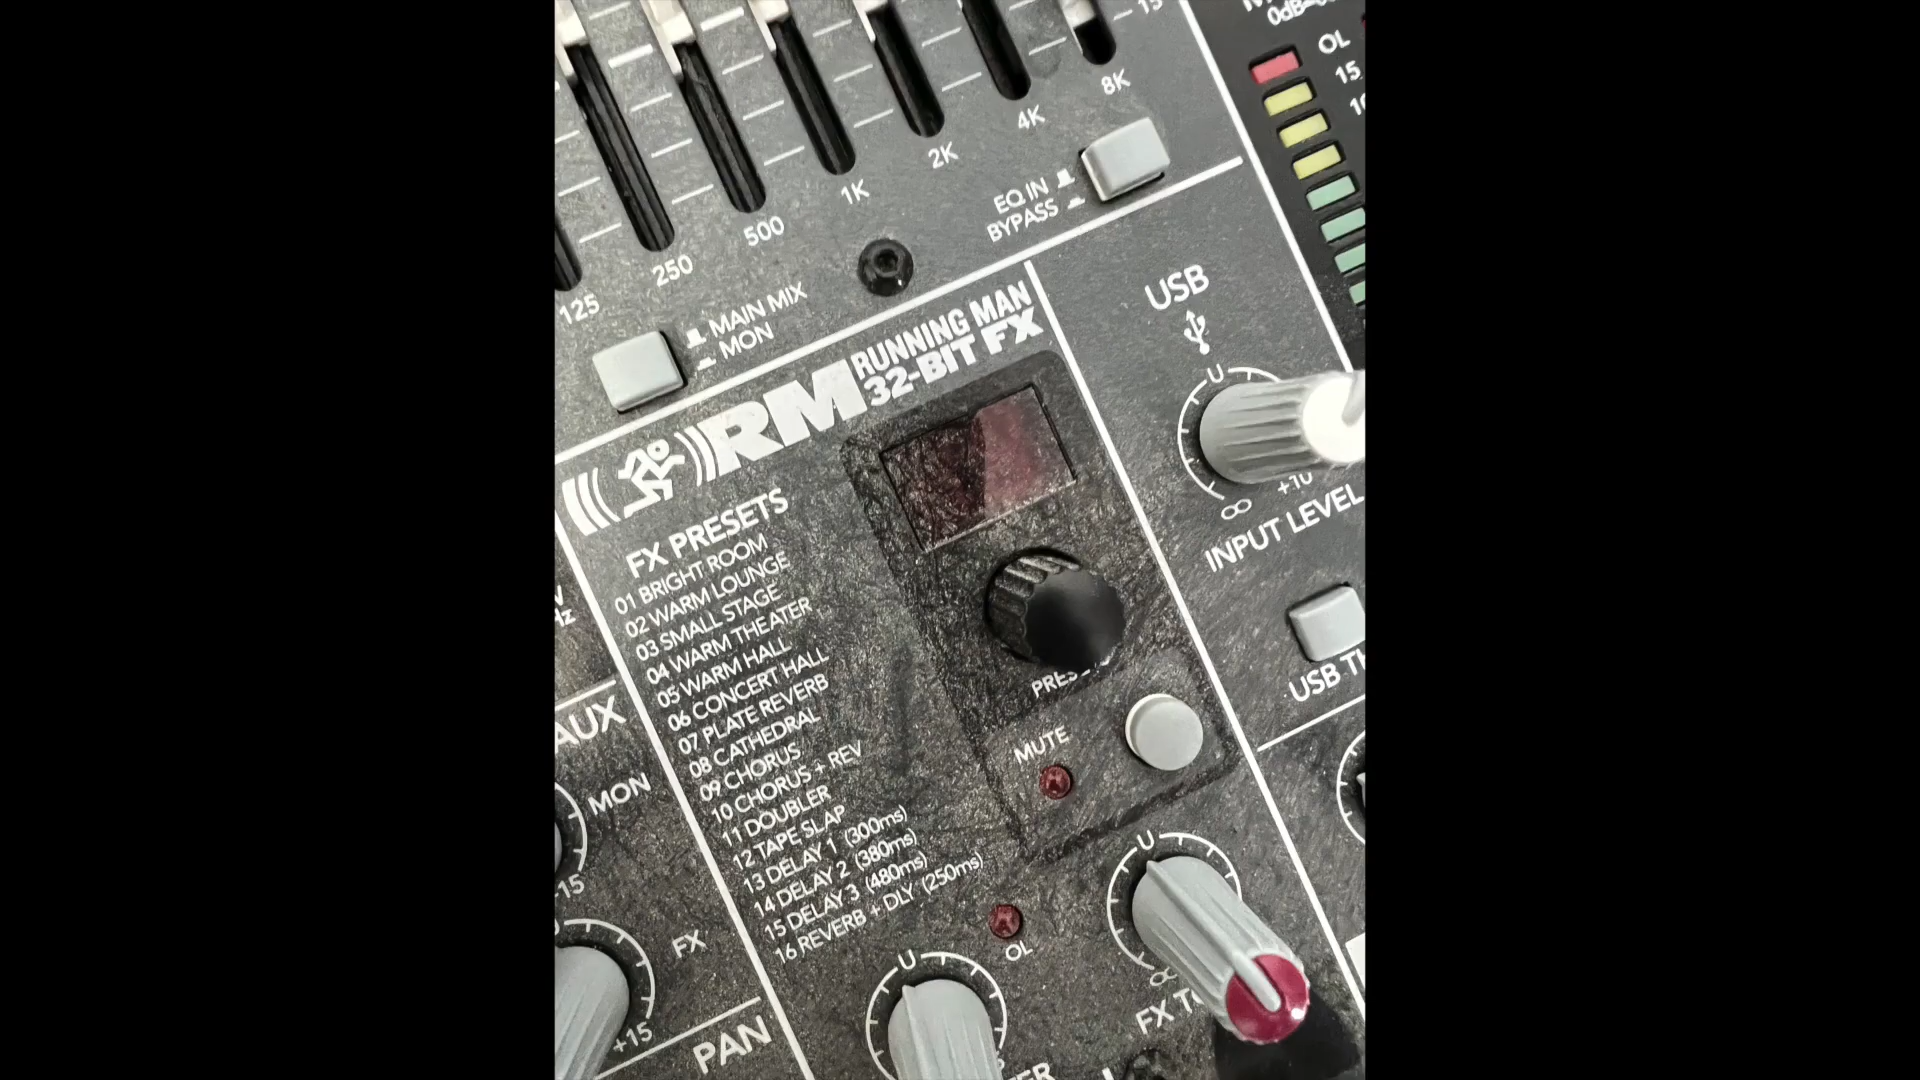 OL
15
15
8K
4K
2K
1K
500
250
125
EQ IN
BYPASS
MAIN MIX
MON
USB
RM RUNNING MAN
32-BIT FX
U
∞ +10
INPUT LEVEL
USB
FX PRESETS
01 BRIGHT ROOM
02 WARM LOUNGE
03 SMALL STAGE
04 WARM THEATER
05 WARM HALL
06 CONCERT HALL
07 PLATE REVERB
08 CATHEDRAL
09 CHORUS
10 CHORUS + REV
11 DOUBLER
12 TAPE SLAP
13 DELAY 1 (300ms)
14 DELAY 2 (380ms)
15 DELAY 3 (480ms)
16 REVERB + DLY (250ms)
MUTE
OL
U
U
∞
FX
AUX
MON
+15
FX
+15
PAN